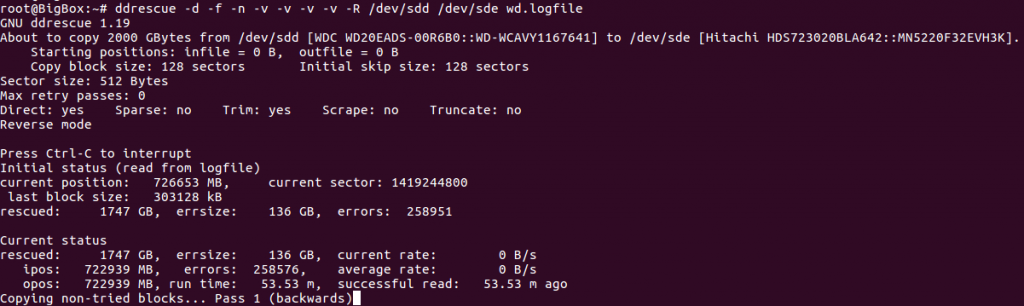 root@BigBox:~# ddrescue -d -f -n -v -v -v -v -R /dev/sdd /dev/sde wd.logfile
GNU ddrescue 1.19
About to copy 2000 GBytes from /dev/sdd [WDC WD20EADS-00R6B0::WD-WCAVY1167641] to /dev/sde [Hitachi HDS723020BLA642::MN5220F32EVH3K].
    Starting positions: infile = 0 B,  outfile = 0 B
    Copy block size: 128 sectors       Initial skip size: 128 sectors
Sector size: 512 Bytes
Max retry passes: 0
Direct: yes    Sparse: no    Trim: yes    Scrape: no    Truncate: no
Reverse mode

Press Ctrl-C to interrupt
Initial status (read from logfile)
current position:   726653 MB,     current sector: 1419244800
 last block size:   303128 kB
rescued:     1747 GB,  errsize:    136 GB,  errors:  258951

Current status
rescued:     1747 GB,  errsize:    136 GB,  current rate:        0 B/s
   ipos:   722939 MB,   errors:  258576,    average rate:        0 B/s
   opos:   722939 MB, run time:   53.53 m,  successful read:   53.53 m ago
Copying non-tried blocks... Pass 1 (backwards)